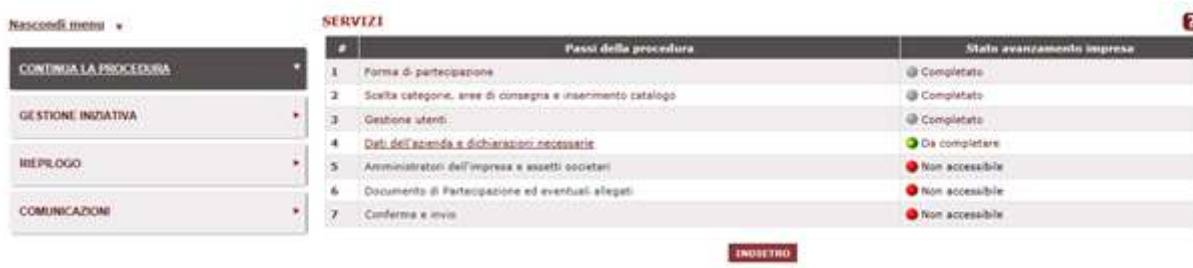 Nascondi menu
CONTINUA LA PROCEDURA
GESTIONE INIZIATIVA
RIEPILOGO
COMUNICAZIONI
SERVIZI
?
# Passi della procedura Stato avanzamento impresa
1 Forma di partecipazione Completato
2 Scelta categorie, aree di consegna e inserimento catalogo Completato
3 Gestione utenti Completato
4 Dati dell'azienda e dichiarazioni necessarie Da completare
5 Amministratori dell'impresa e assetti societari Non accessibile
6 Documento di Partecipazione ed eventuali allegati Non accessibile
7 Conferma e invio Non accessibile
INDIETRO